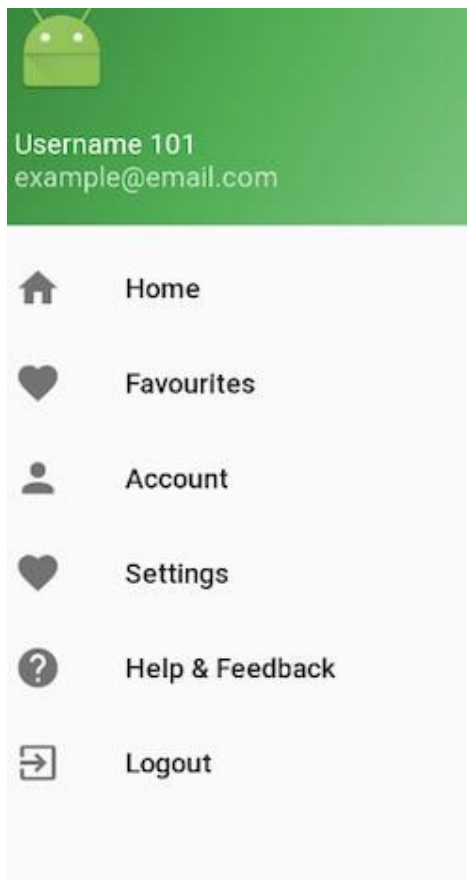 Username 101
example@email.com
Home
Favourites
Account
Settings
Help & Feedback
Logout